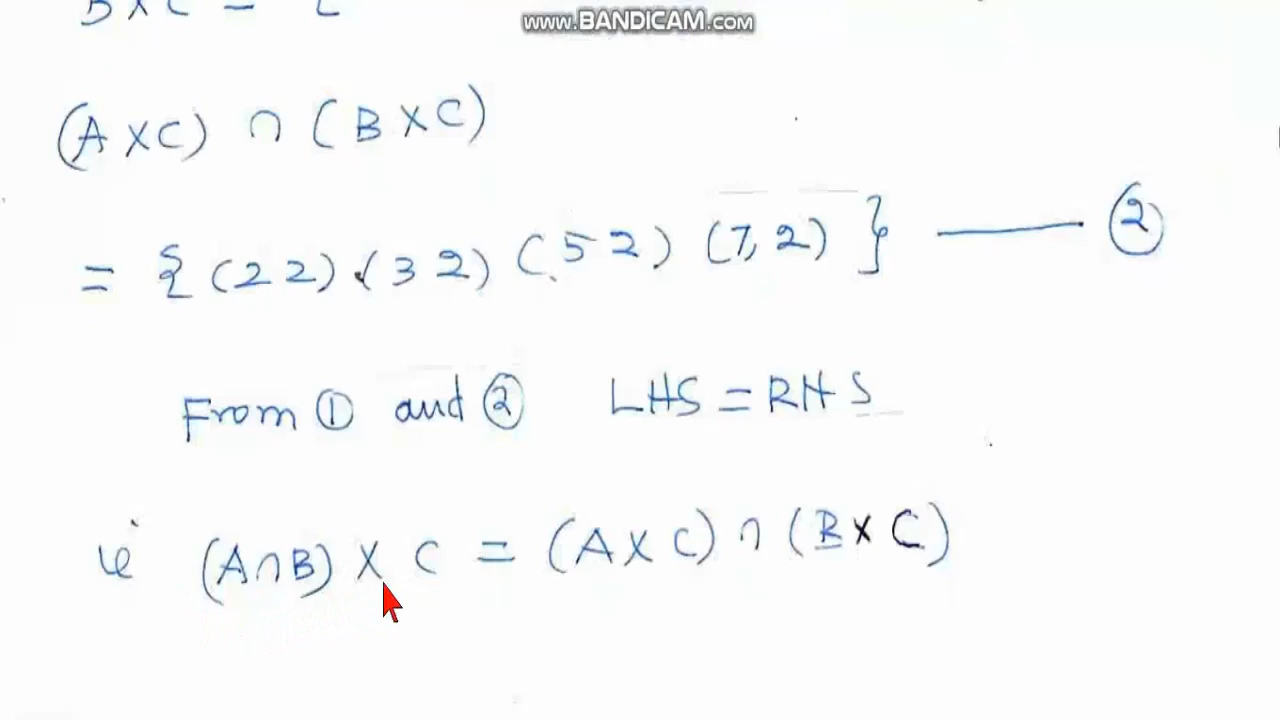 www.BANDICAM.com
B X C =
(A X C) ∩ (B X C)
= { (2 2) , (3 2) (5 2) (7, 2) } —— ②
From ① and ② LHS = RHS
ie (A∩B) X C = (A X C) ∩ (B X C)